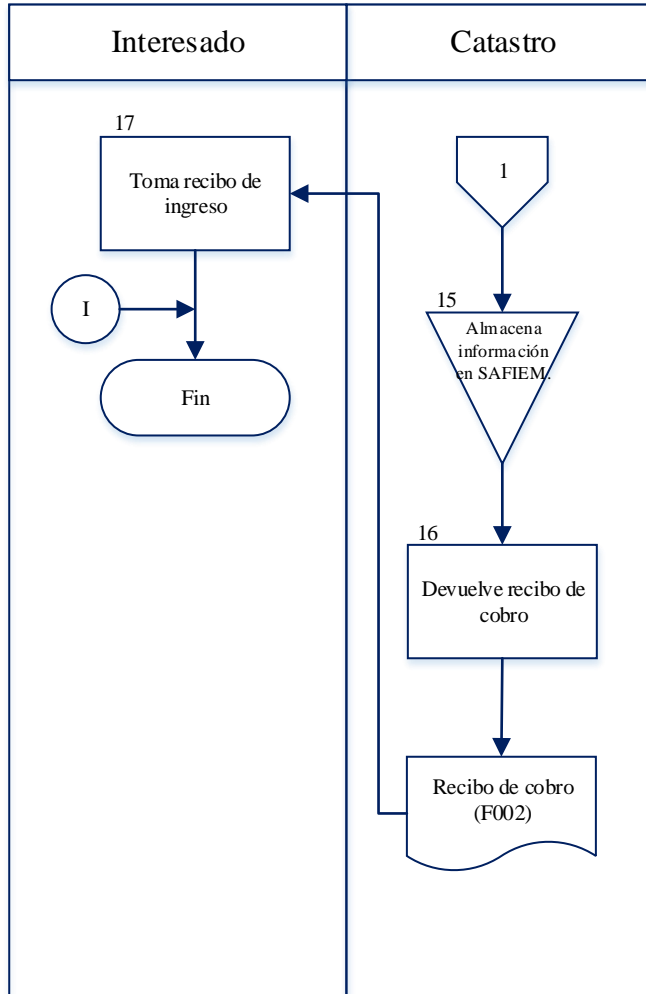 Interesado
Catastro
17
Toma recibo de
ingreso
I
Fin
1
15
Almacena
información
en SAFIEM.
16
Devuelve recibo de
cobro
Recibo de cobro
(F002)